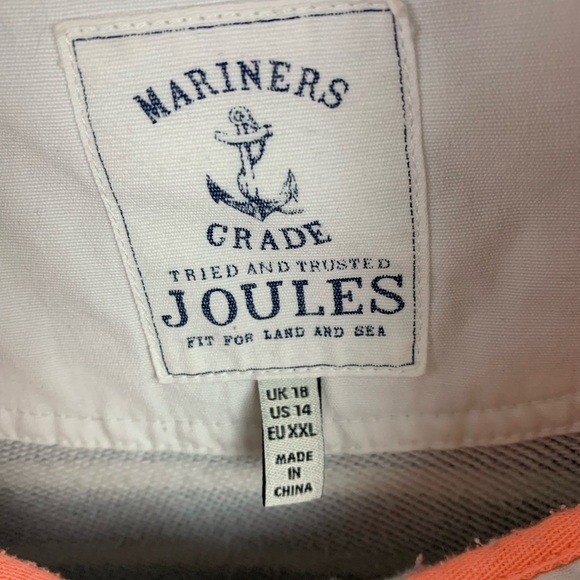 MARINERS
GRADE
TRIED AND TRUSTED
JOULES
FIT FOR LAND AND SEA
UK 18
US 14
EU XXL
MADE
IN
CHINA